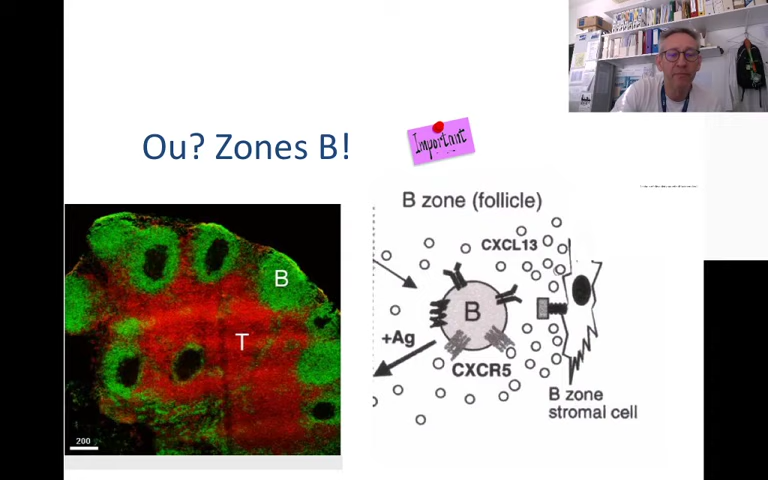 Ou? Zones B!
Important
B zone (follicle)
CXCL13
B
B
T
+Ag
CXCR5
B zone
stromal cell
200